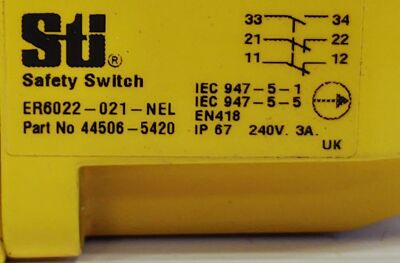 Sti®
Safety Switch
ER6022-021-NEL
Part No 44506-5420
33 34
21 22
11 12
IEC 947-5-1
IEC 947-5-5
EN418
IP 67 240V. 3A.
UK